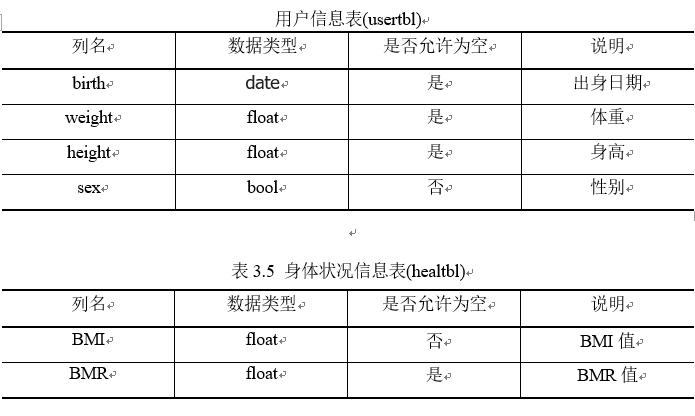 用户信息表(usertbl)
列名 数据类型 是否允许为空 说明
birth date 是 出身日期
weight float 是 体重
height float 是 身高
sex bool 否 性别
表 3.5 身体状况信息表(healtbl)
列名 数据类型 是否允许为空 说明
BMI float 否 BMI 值
BMR float 是 BMR 值